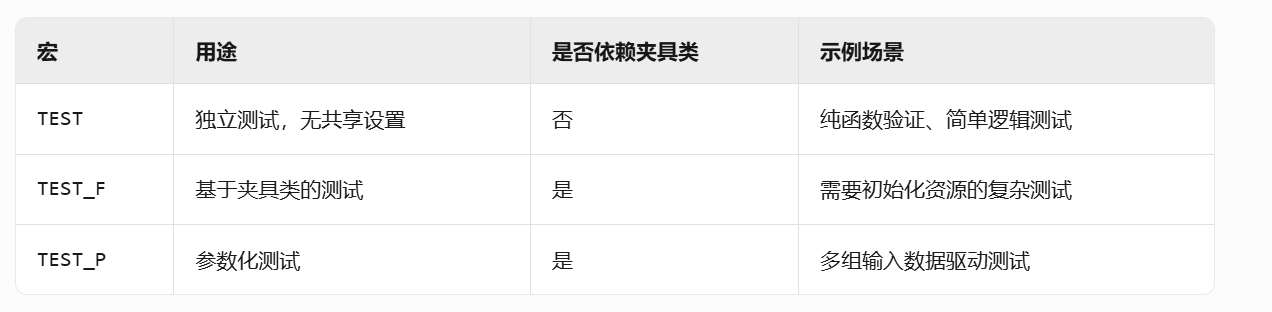 宏 用途 是否依赖夹具类 示例场景
TEST 独立测试，无共享设置 否 纯函数验证、简单逻辑测试
TEST_F 基于夹具类的测试 是 需要初始化资源的复杂测试
TEST_P 参数化测试 是 多组输入数据驱动测试